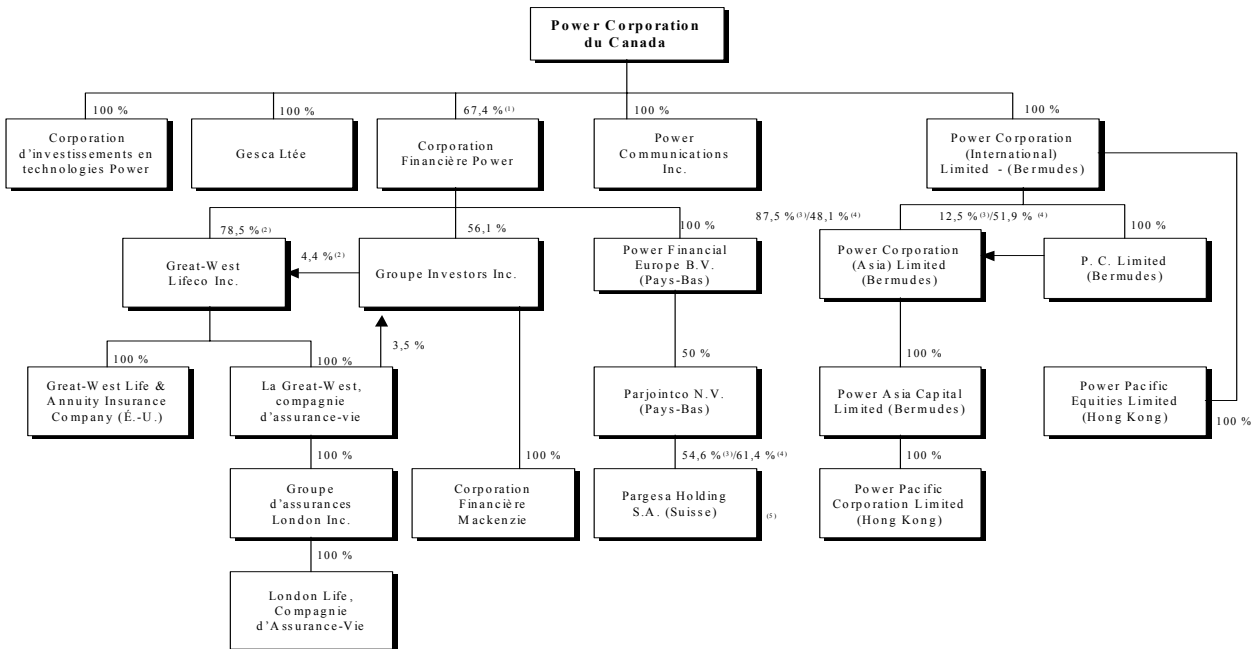 Power Corporation
du Canada
100 %
100 %
67,4 %(1)
100 %
100 %
Corporation
d'investissements en
technologies Power
Gesca Ltée
Corporation
Financière Power
Power
Communications
Inc.
Power Corporation
(International)
Limited - (Bermudes)
78,5 %(2)
56,1 %
100 %
87,5 %(3)/48,1 %(4)
12,5 %(3)/51,9 %(4)
100 %
Great-West
Lifeco Inc.
4,4 %(2)
Groupe Investors Inc.
Power Financial
Europe B.V.
(Pays-Bas)
Power Corporation
(Asia) Limited
(Bermudes)
P. C. Limited
(Bermudes)
100 %
100 %
3,5 %
50 %
100 %
Great-West Life &
Annuity Insurance
Company (É.-U.)
La Great-West,
compagnie
d'assurance-vie
Parjointco N.V.
(Pays-Bas)
Power Asia Capital
Limited (Bermudes)
Power Pacific
Equities Limited
(Hong Kong)
100 %
100 %
100 %
54,6 %(3)/61,4 %(4)
100 %
Groupe
d'assurances
London Inc.
Corporation
Financière
Mackenzie
Pargesa Holding
S.A. (Suisse)
(5)
Power Pacific
Corporation Limited
(Hong Kong)
100 %
London Life,
Compagnie
d'Assurance-Vie